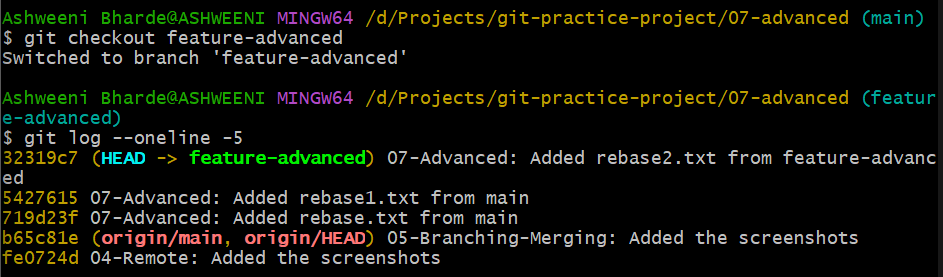 Ashweeni Bharde@ASHWEENI MINGW64 /d/Projects/git-practice-project/07-advanced (main)
$ git checkout feature-advanced
Switched to branch 'feature-advanced'
Ashweeni Bharde@ASHWEENI MINGW64 /d/Projects/git-practice-project/07-advanced (featur
e-advanced)
$ git log --oneline -5
32319c7 (HEAD -> feature-advanced) 07-Advanced: Added rebase2.txt from feature-advanc
ed
5427615 07-Advanced: Added rebase1.txt from main
719d23f 07-Advanced: Added rebase.txt from main
b65c81e (origin/main, origin/HEAD) 05-Branching-Merging: Added the screenshots
fe0724d 04-Remote: Added the screenshots